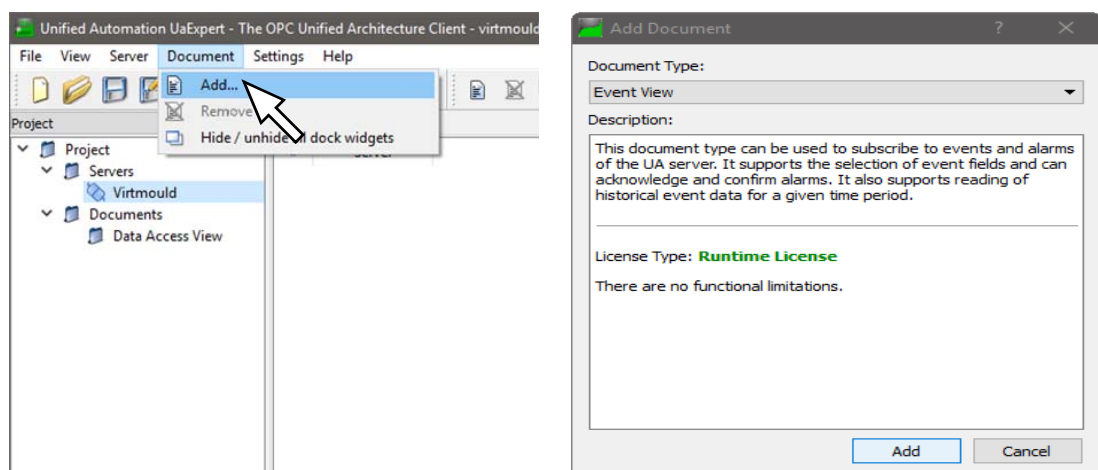 Unified Automation UaExpert - The OPC Unified Architecture Client - virtmould
File View Server Document Settings Help
Add...
Remove
Hide / unhide all dock widgets
Project
Project
Servers
Virtmould
Documents
Data Access View
Server
Add Document
Document Type:
Event View
Description:
This document type can be used to subscribe to events and alarms
of the UA server. It supports the selection of event fields and can
acknowledge and confirm alarms. It also supports reading of
historical event data for a given time period.
License Type: Runtime License
There are no functional limitations.
Add Cancel